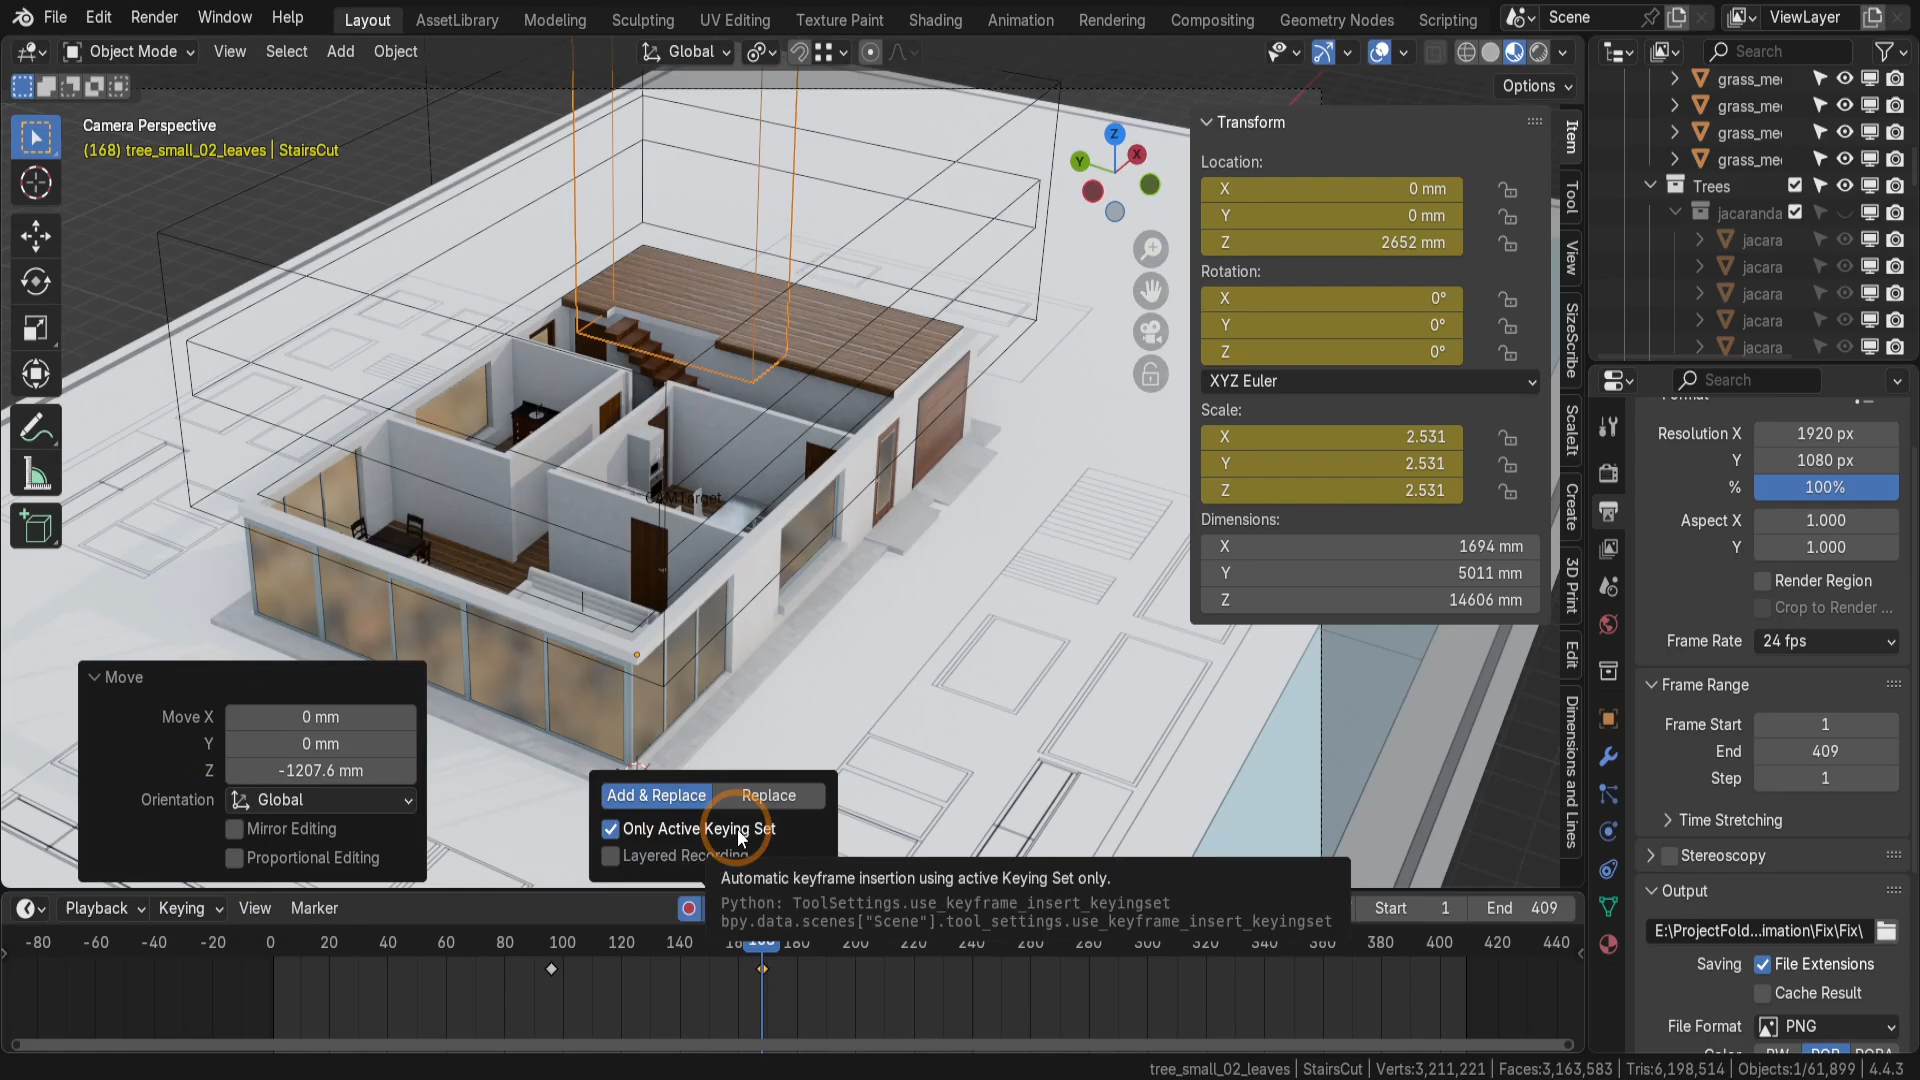 File Edit Render Window Help Layout AssetLibrary Modeling Sculpting UV Editing Texture Paint Shading Animation Rendering Compositing Geometry Nodes Scripting Scene ViewLayer
Object Mode View Select Add Object Global Search
Options
Camera Perspective
(168) tree_small_02_leaves | StairsCut
Z
Y
X
CAMTarget
Transform
Location:
X 0 mm
Y 0 mm
Z 2652 mm
Rotation:
X 0°
Y 0°
Z 0°
XYZ Euler
Scale:
X 2.531
Y 2.531
Z 2.531
Dimensions:
X 1694 mm
Y 5011 mm
Z 14606 mm
Item
Tool
View
SizeScribe
ScaleIt
Create
3D Print
Edit
Dimensions and Lines
grass_me
grass_me
grass_me
grass_me
Trees
jacaranda
jacara
jacara
jacara
jacara
jacara
Search
Resolution X 1920 px
Y 1080 px
% 100%
Aspect X 1.000
Y 1.000
Render Region
Crop to Render ...
Frame Rate 24 fps
Frame Range
Frame Start 1
End 409
Step 1
Time Stretching
Stereoscopy
Output
E:\ProjectFold...imation\Fix\Fix\
Saving File Extensions
Cache Result
File Format PNG
Color BW RGB RGBA
Move
Move X 0 mm
Y 0 mm
Z -1207.6 mm
Orientation Global
Mirror Editing
Proportional Editing
Add & Replace Replace
Only Active Keying Set
Layered Recording
Automatic keyframe insertion using active Keying Set only.
Python: ToolSettings.use_keyframe_insert_keyingset
bpy.data.scenes["Scene"].tool_settings.use_keyframe_insert_keyingset
Playback Keying View Marker Start 1 End 409
-80 -60 -40 -20 0 20 40 60 80 100 120 140 160 168 180 200 220 240 260 280 300 320 340 360 380 400 420 440
tree_small_02_leaves | StairsCut | Verts:3,211,221 | Faces:3,163,583 | Tris:6,198,514 | Objects:1/61,899 | 4.4.3